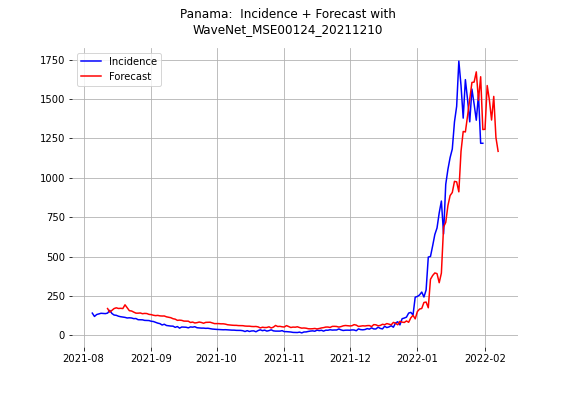 Panama:  Incidence + Forecast with
WaveNet_MSE00124_20211210
Incidence
Forecast
1750
1500
1250
1000
750
500
250
0
2021-08 2021-09 2021-10 2021-11 2021-12 2022-01 2022-02